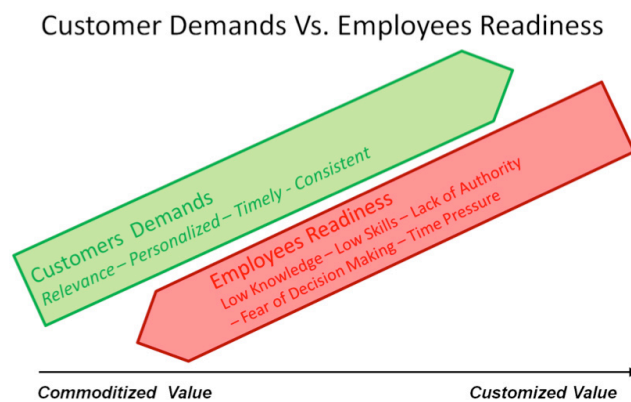 Customer Demands Vs. Employees Readiness
Customers Demands
Relevance – Personalized – Timely - Consistent
Employees Readiness
Low Knowledge – Low Skills – Lack of Authority
– Fear of Decision Making – Time Pressure
Commoditized Value
Customized Value